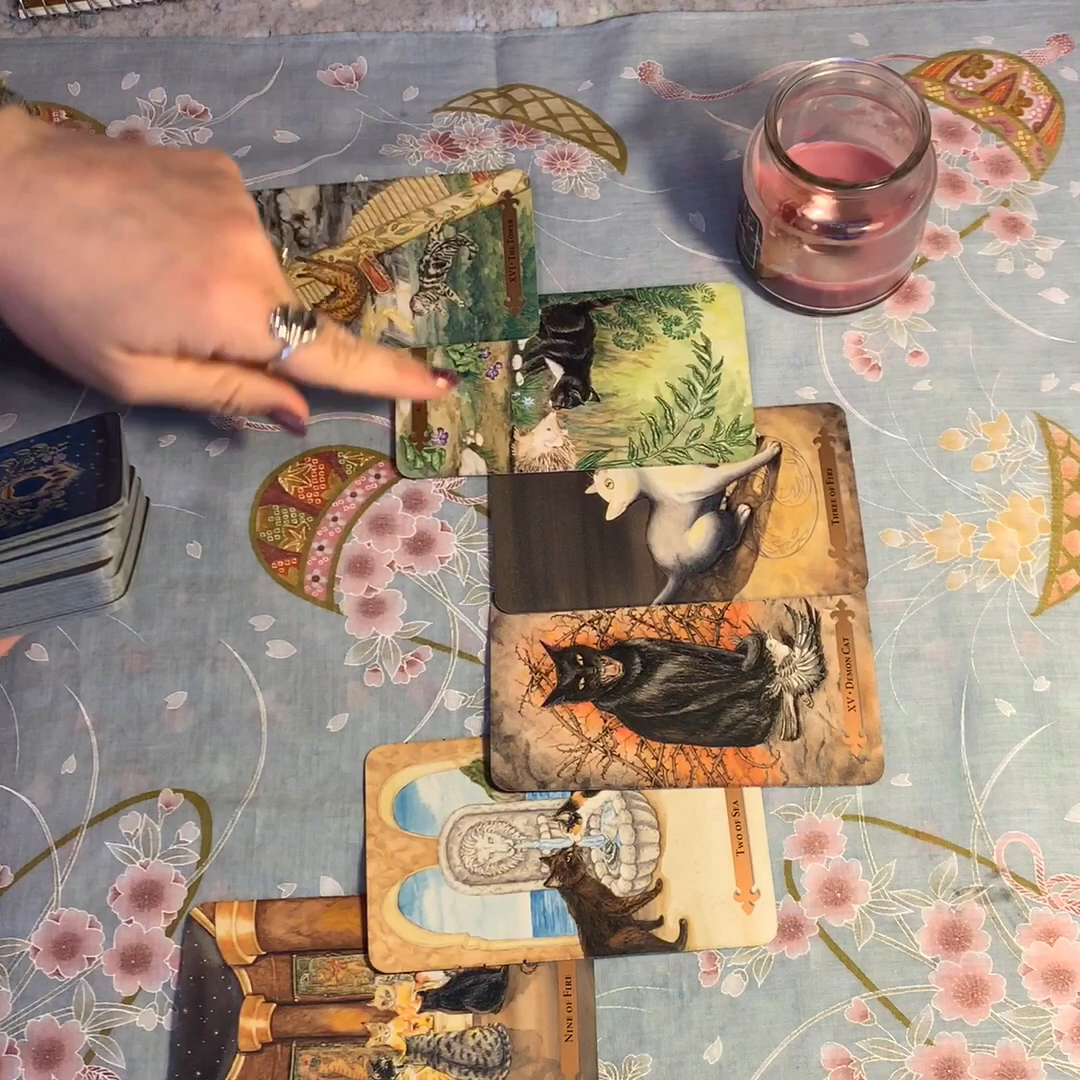 XVI • The Tower
Three of Fire
XV • Demon Cat
Two of Sea
Nine of Fire